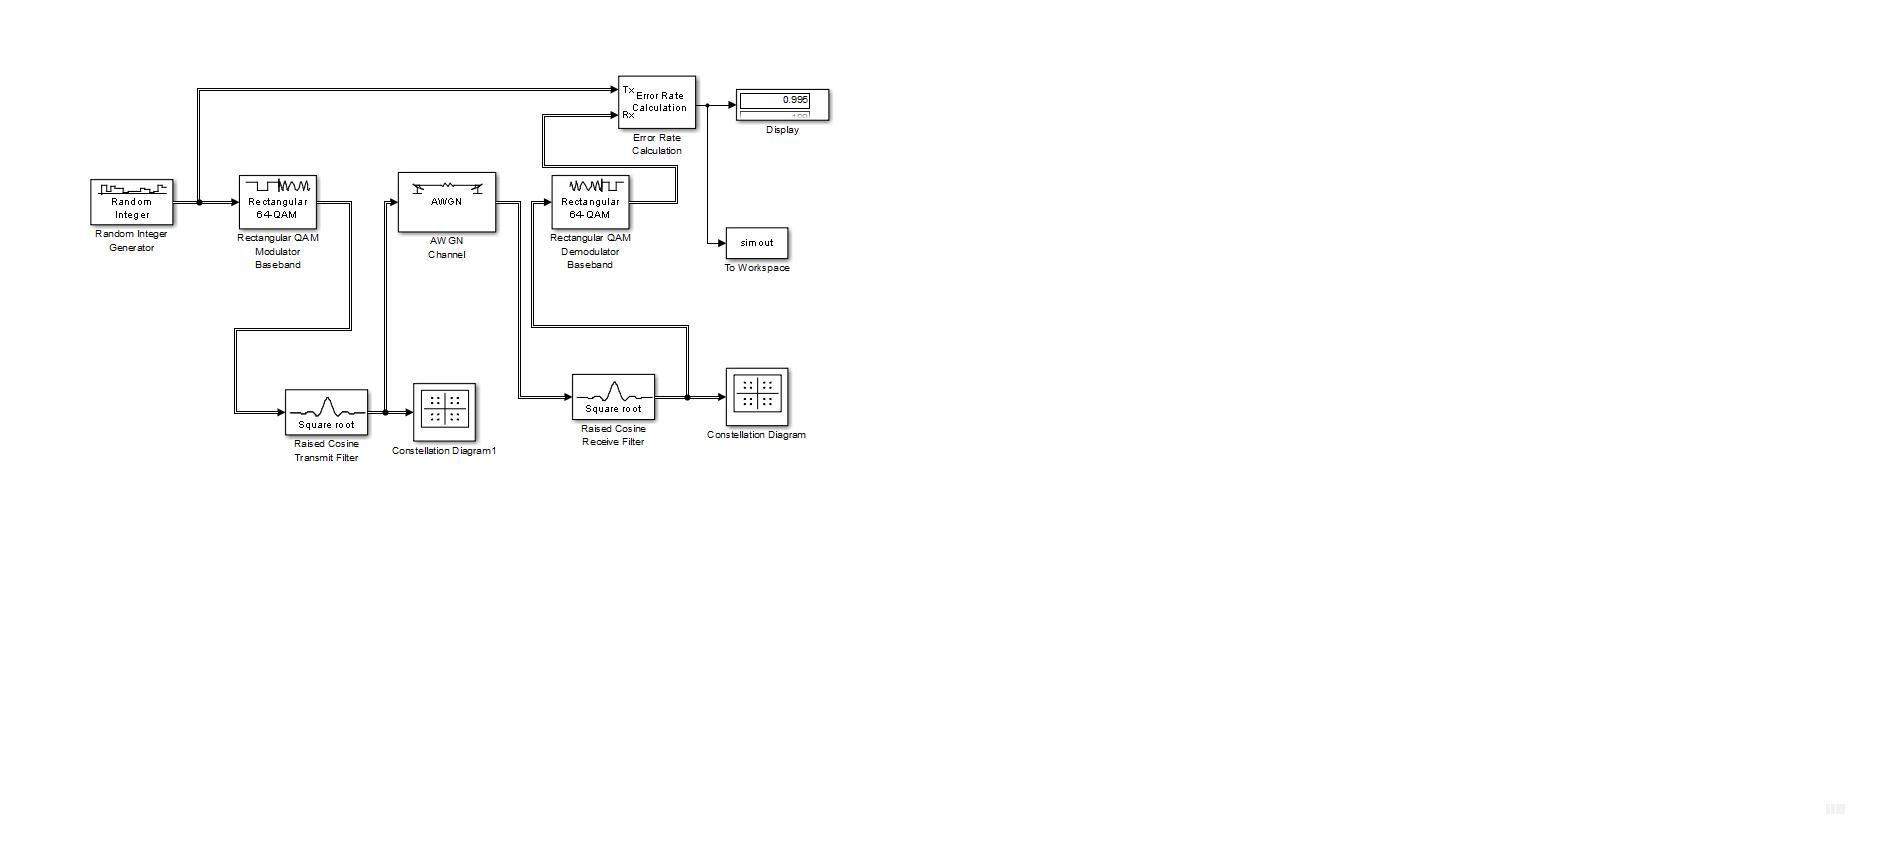 Tx
Error Rate
Calculation
Rx
Error Rate
Calculation
0.995
Display
Random
Integer
Random Integer
Generator
Rectangular
64-QAM
Rectangular QAM
Modulator
Baseband
AWGN
AWGN
Channel
Rectangular
64-QAM
Rectangular QAM
Demodulator
Baseband
simout
To Workspace
Square root
Raised Cosine
Transmit Filter
Constellation Diagram1
Square root
Raised Cosine
Receive Filter
Constellation Diagram